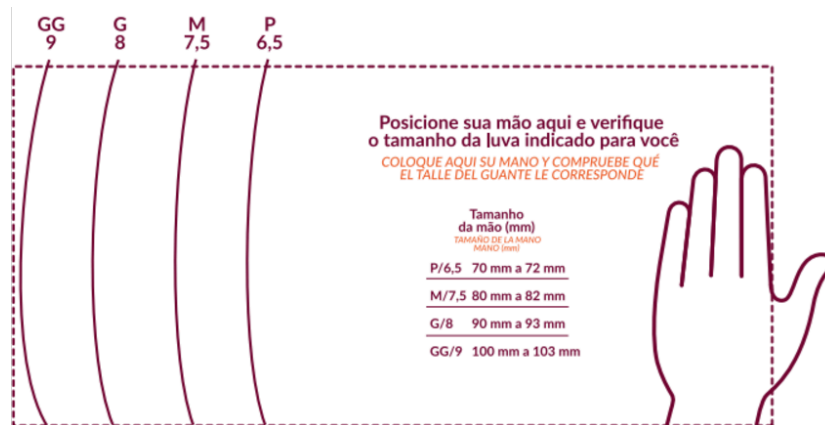 GG G M P
9 8 7,5 6,5
Posicione sua mão aqui e verifique
o tamanho da luva indicado para você
COLOQUE AQUI SU MANO Y COMPRUEBE QUÉ
EL TALLE DEL GUANTE LE CORRESPONDE
Tamanho
da mão (mm)
TAMAÑO DE LA MANO
MANO (mm)
P/6,5 70 mm a 72 mm
M/7,5 80 mm a 82 mm
G/8 90 mm a 93 mm
GG/9 100 mm a 103 mm